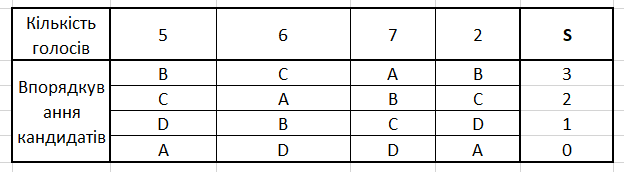 Кількість голосів 5 6 7 2 S
Впорядкування кандидатів B C A B 3
C A B C 2
D B C D 1
A D D A 0